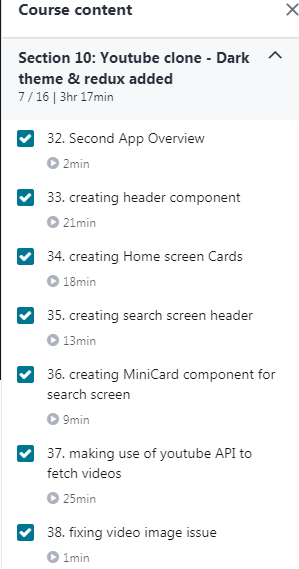 Course content
Section 10: Youtube clone - Dark
theme & redux added
7 / 16 | 3hr 17min
32. Second App Overview
2min
33. creating header component
21min
34. creating Home screen Cards
18min
35. creating search screen header
13min
36. creating MiniCard component for
search screen
9min
37. making use of youtube API to
fetch videos
25min
38. fixing video image issue
1min